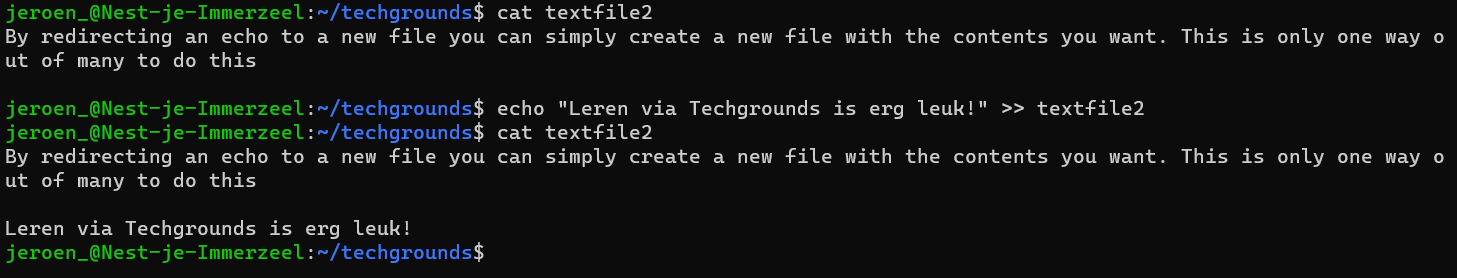 jeroen_@Nest-je-Immerzeel:~/techgrounds$ cat textfile2
By redirecting an echo to a new file you can simply create a new file with the contents you want. This is only one way o
ut of many to do this
jeroen_@Nest-je-Immerzeel:~/techgrounds$ echo "Leren via Techgrounds is erg leuk!" >> textfile2
jeroen_@Nest-je-Immerzeel:~/techgrounds$ cat textfile2
By redirecting an echo to a new file you can simply create a new file with the contents you want. This is only one way o
ut of many to do this
Leren via Techgrounds is erg leuk!
jeroen_@Nest-je-Immerzeel:~/techgrounds$